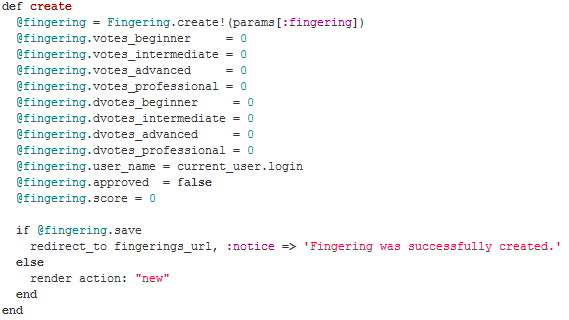 def create
  @fingering = Fingering.create!(params[:fingering])
  @fingering.votes_beginner     = 0
  @fingering.votes_intermediate = 0
  @fingering.votes_advanced     = 0
  @fingering.votes_professional = 0
  @fingering.dvotes_beginner     = 0
  @fingering.dvotes_intermediate = 0
  @fingering.dvotes_advanced     = 0
  @fingering.dvotes_professional = 0
  @fingering.user_name = current_user.login
  @fingering.approved  = false
  @fingering.score = 0

  if @fingering.save
    redirect_to fingerings_url, :notice => 'Fingering was successfully created.'
  else
    render action: "new"
  end
end